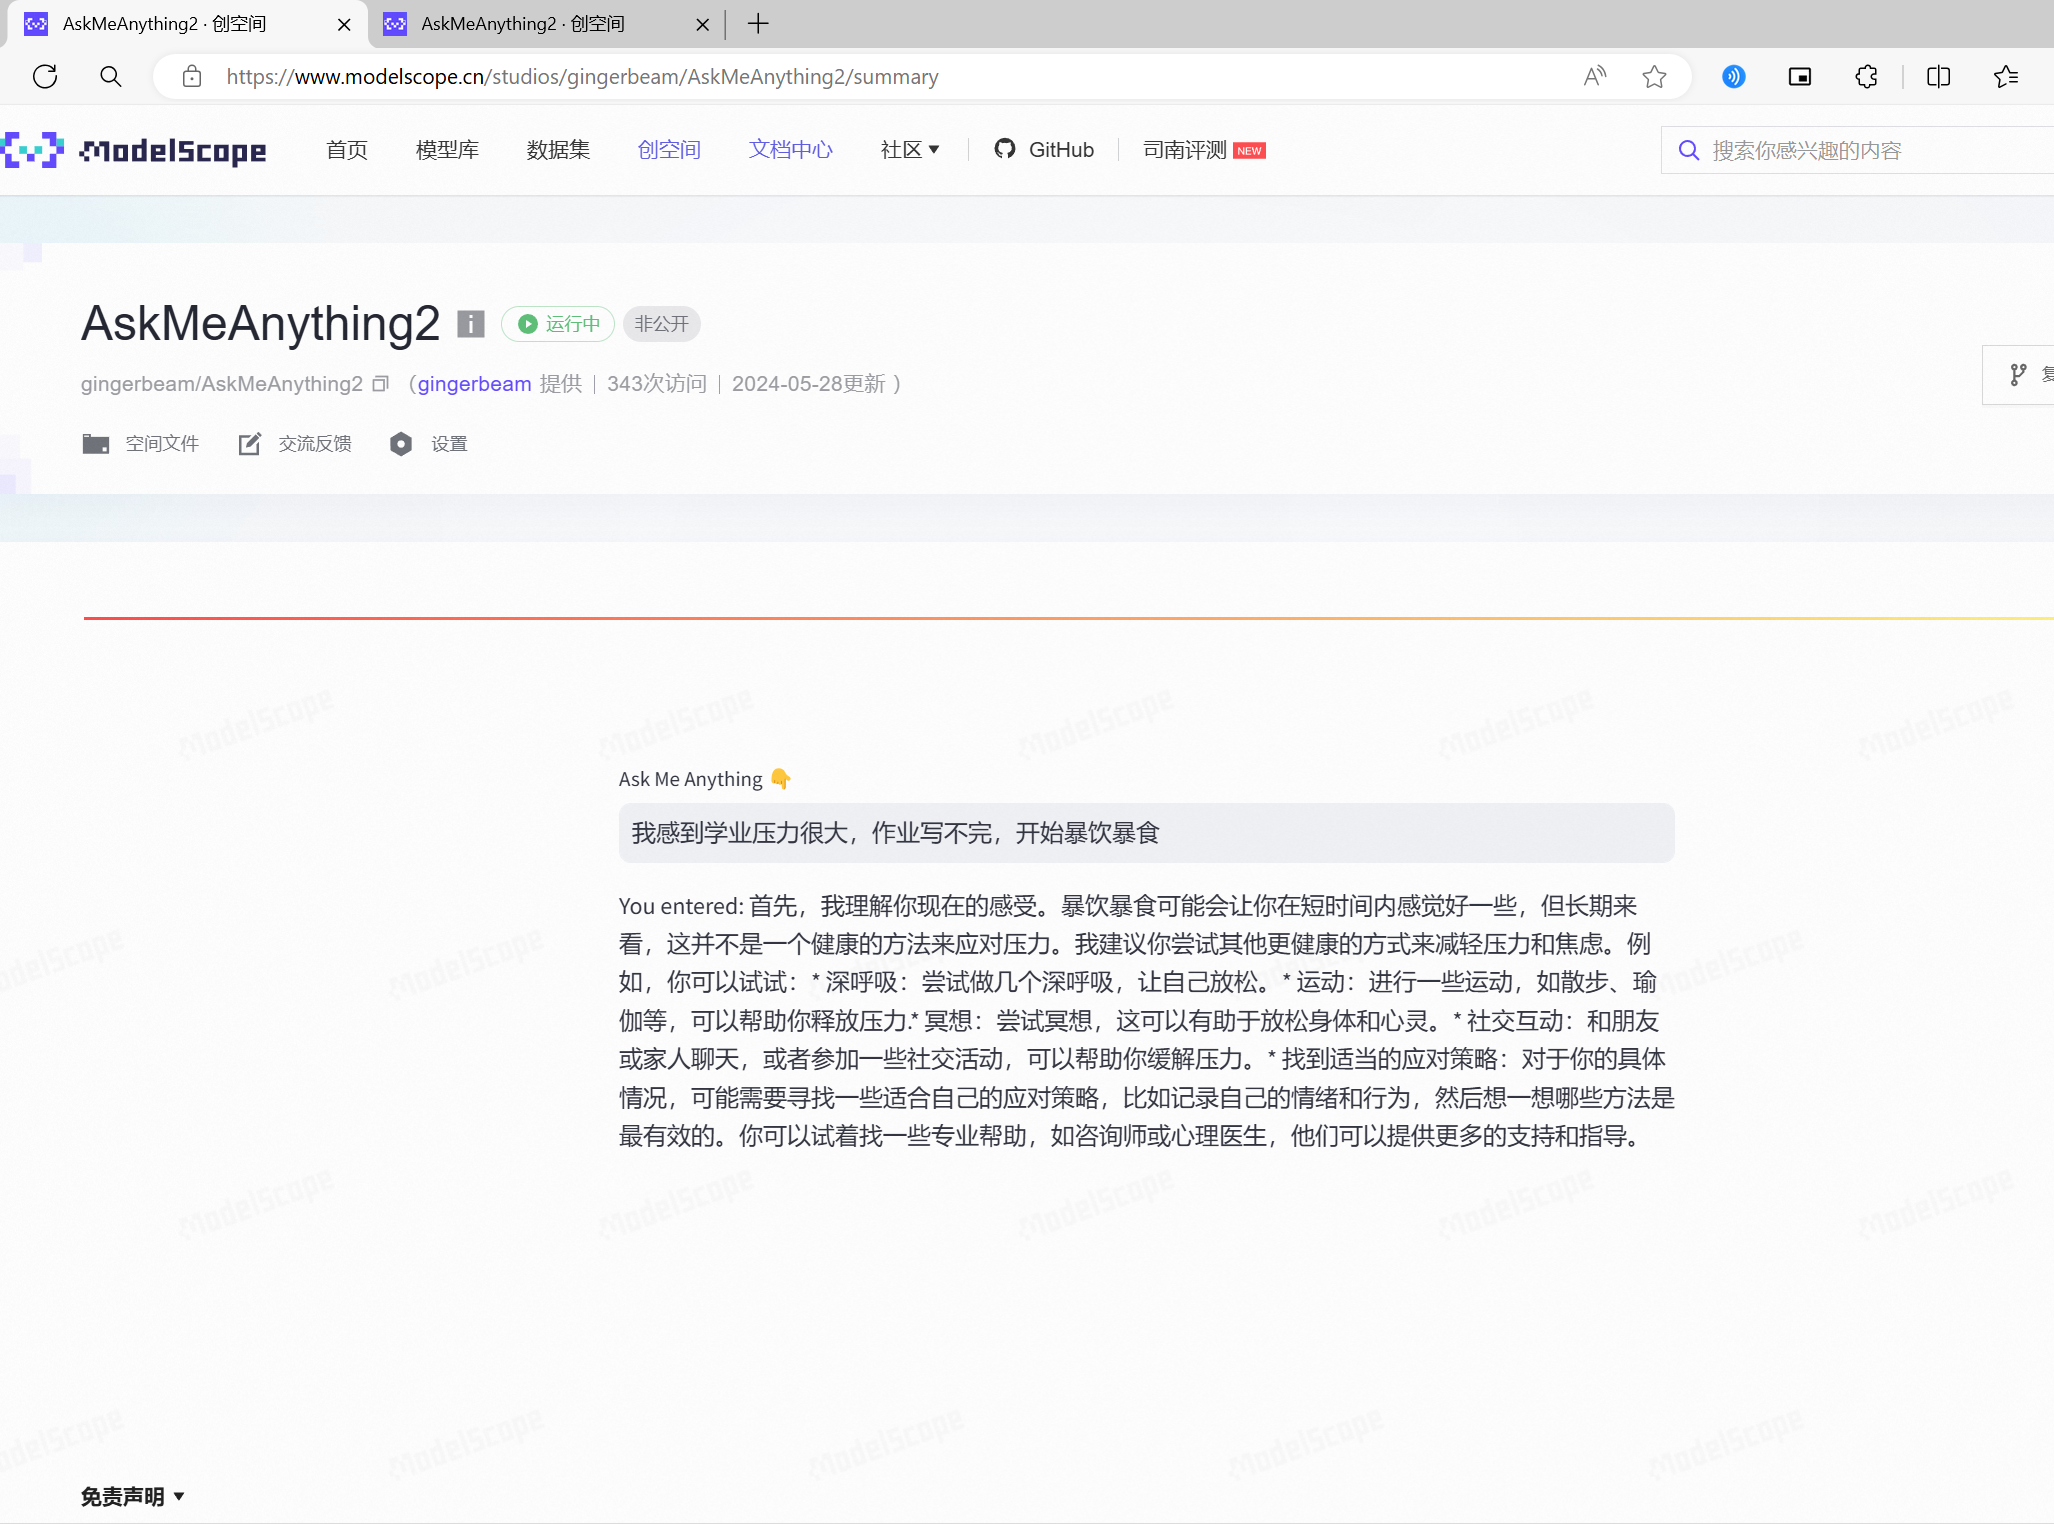 AskMeAnything2 · 创空间
AskMeAnything2 · 创空间
https://www.modelscope.cn/studios/gingerbeam/AskMeAnything2/summary
ModelScope 首页 模型库 数据集 创空间 文档中心 社区 GitHub 司南评测 NEW 搜索你感兴趣的内容
AskMeAnything2 运行中 非公开
gingerbeam/AskMeAnything2 （gingerbeam 提供 | 343次访问 | 2024-05-28更新 ）
复
空间文件 交流反馈 设置
Ask Me Anything 👇
我感到学业压力很大，作业写不完，开始暴饮暴食
You entered: 首先，我理解你现在的感受。暴饮暴食可能会让你在短时间内感觉好一些，但长期来
看，这并不是一个健康的方法来应对压力。我建议你尝试其他更健康的方式来减轻压力和焦虑。例
如，你可以试试：* 深呼吸：尝试做几个深呼吸，让自己放松。* 运动：进行一些运动，如散步、瑜
伽等，可以帮助你释放压力.* 冥想：尝试冥想，这可以有助于放松身体和心灵。* 社交互动：和朋友
或家人聊天，或者参加一些社交活动，可以帮助你缓解压力。* 找到适当的应对策略：对于你的具体
情况，可能需要寻找一些适合自己的应对策略，比如记录自己的情绪和行为，然后想一想哪些方法是
最有效的。你可以试着找一些专业帮助，如咨询师或心理医生，他们可以提供更多的支持和指导。
免责声明